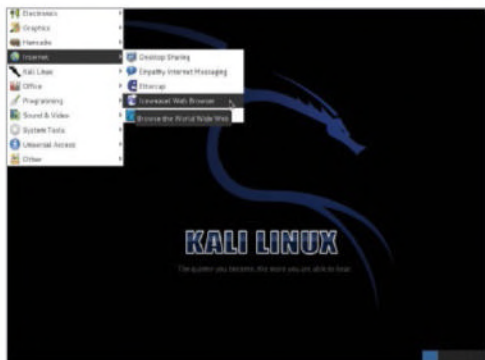 Electronics
Graphics
Hamradio
Internet
Kali Linux
Office
Programming
Sound & Video
System Tools
Universal Access
Other
Desktop Sharing
Empathy Internet Messaging
Ettercap
Iceweasel Web Browser
Browse the World Wide Web
KALI LINUX
The quieter you become, the more you are able to hear.